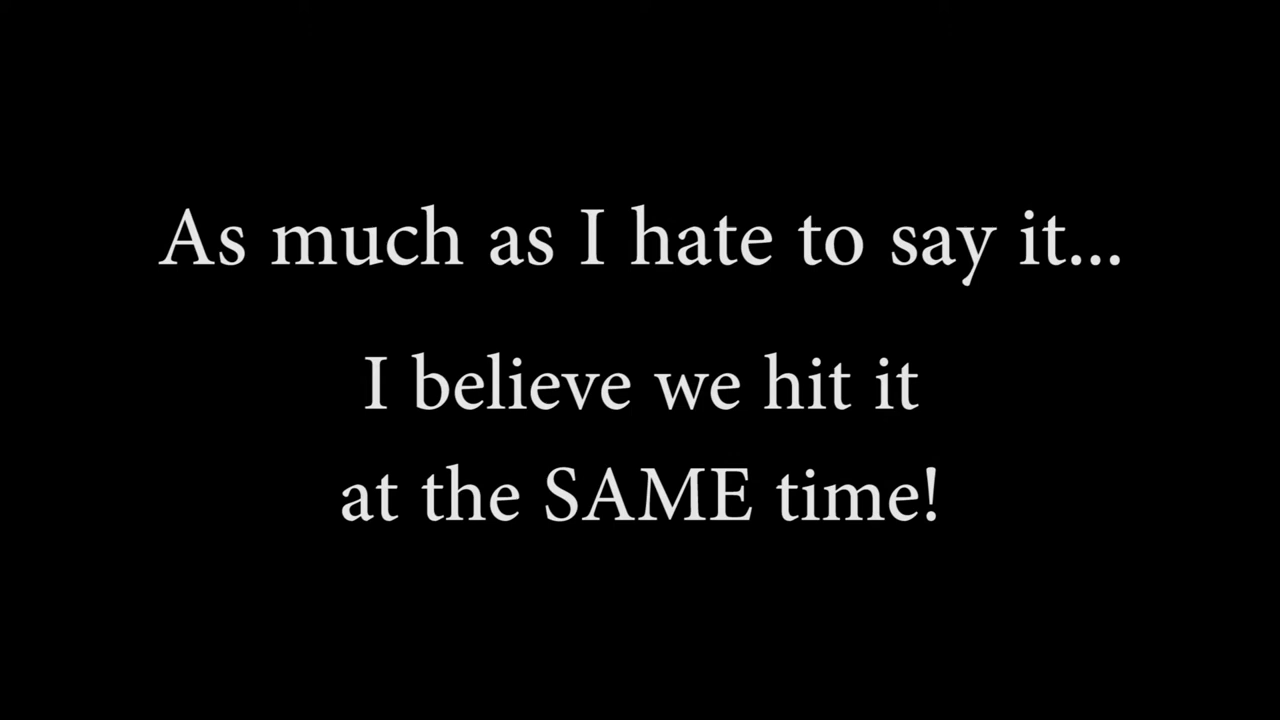 As much as I hate to say it...
I believe we hit it
at the SAME time!